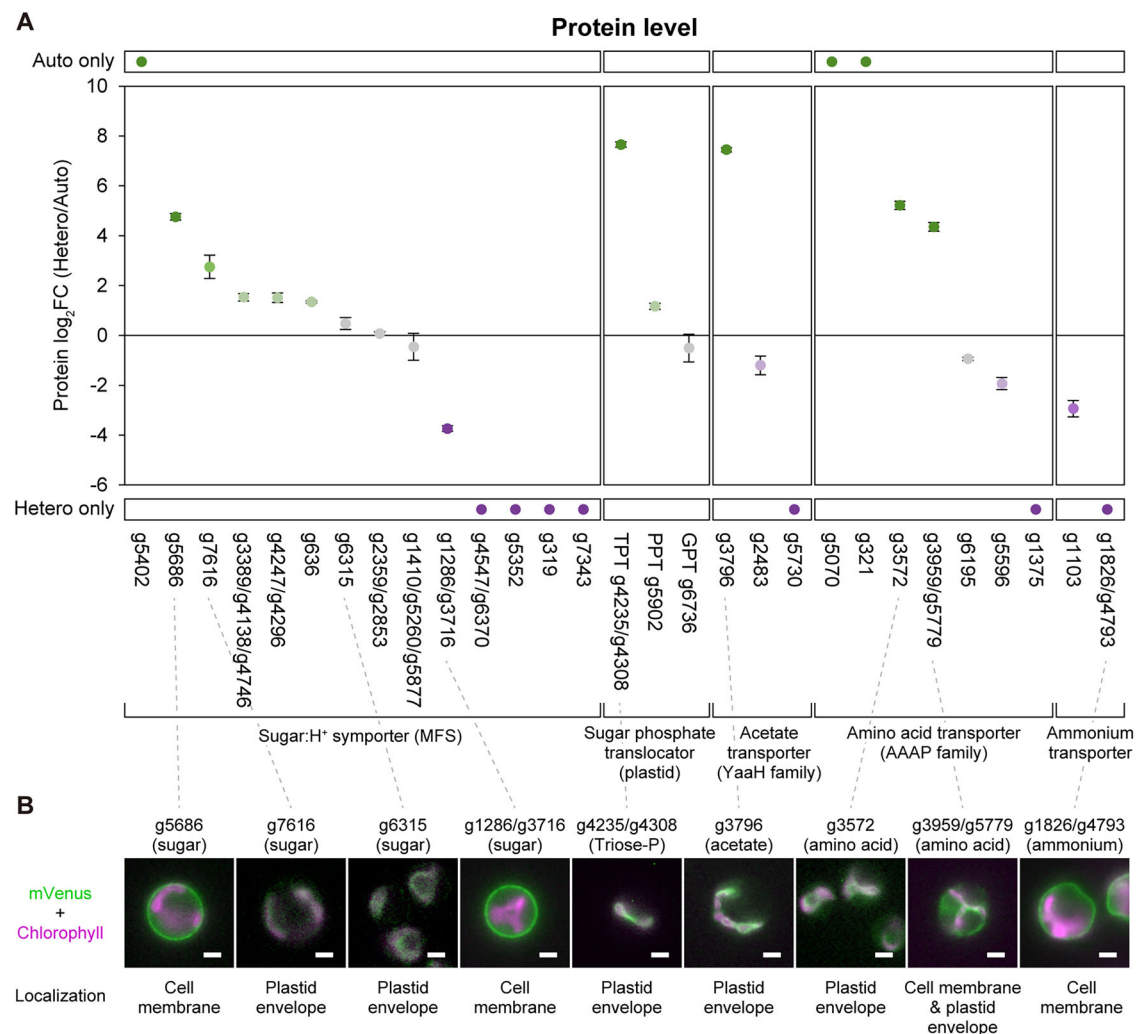 A
Protein level
Auto only
10
8
6
4
2
0
-2
-4
-6
Protein log2FC (Hetero/Auto)
Hetero only
g5402
g5686
g7616
g3389/g4138/g4746
g4247/g4296
g636
g6315
g2359/g2853
g1410/g5260/g5877
g1286/g3716
g4547/g6370
g5352
g319
g7343
TPT g4235/g4308
PPT g5902
GPT g6736
g3796
g2483
g5730
g5070
g321
g3572
g3959/g5779
g6195
g5596
g1375
g1103
g1826/g4793
Sugar:H+ symporter (MFS)
Sugar phosphate
translocator
(plastid)
Acetate
transporter
(YaaH family)
Amino acid transporter
(AAAP family)
Ammonium
transporter
B
g5686
(sugar)
g7616
(sugar)
g6315
(sugar)
g1286/g3716
(sugar)
g4235/g4308
(Triose-P)
g3796
(acetate)
g3572
(amino acid)
g3959/g5779
(amino acid)
g1826/g4793
(ammonium)
mVenus
+
Chlorophyll
Localization
Cell
membrane
Plastid
envelope
Plastid
envelope
Cell
membrane
Plastid
envelope
Plastid
envelope
Plastid
envelope
Cell membrane
& plastid
envelope
Cell
membrane